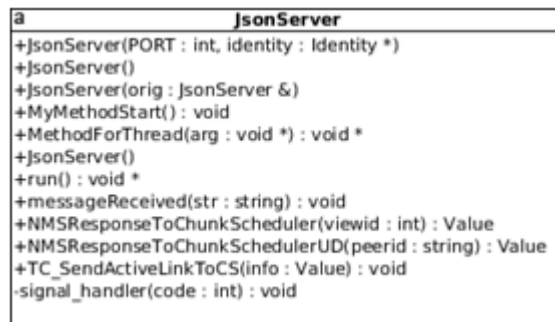 a JsonServer
+JsonServer(PORT : int, identity : Identity *)
+JsonServer()
+JsonServer(orig : JsonServer &)
+MyMethodStart() : void
+MethodForThread(arg : void *) : void *
+JsonServer()
+run() : void *
+messageReceived(str : string) : void
+NMSResponseToChunkScheduler(viewid : int) : Value
+NMSResponseToChunkSchedulerUD(peerid : string) : Value
+TC_SendActiveLinkToCS(info : Value) : void
-signal_handler(code : int) : void